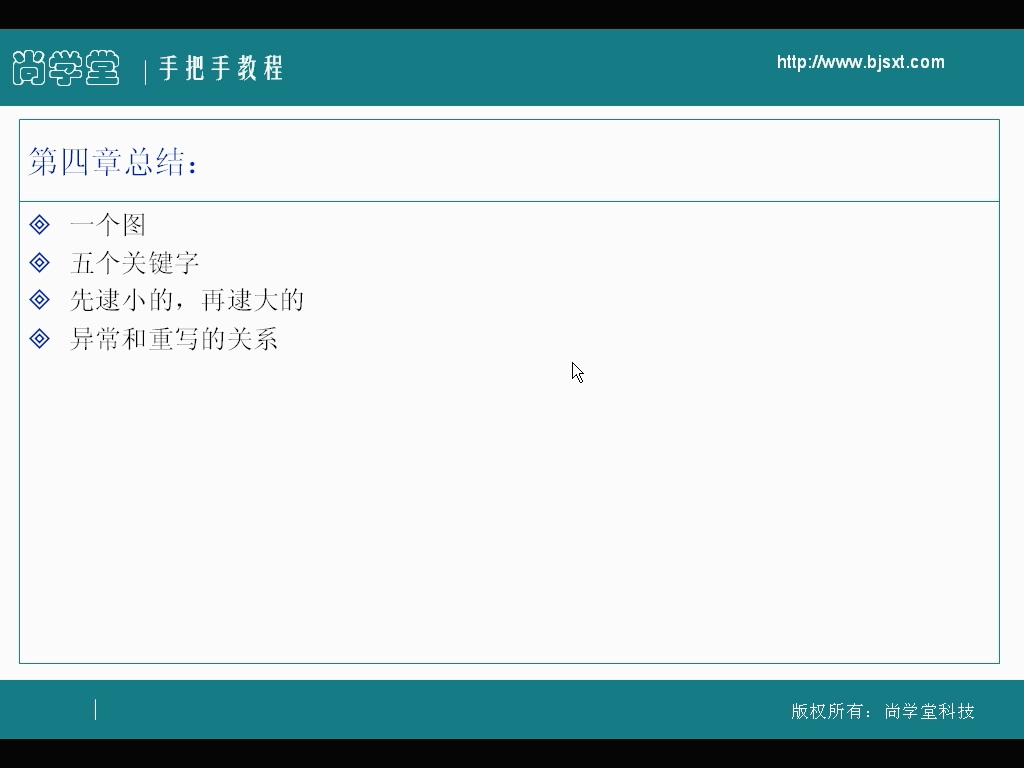 尚学堂
手把手教程
http://www.bjsxt.com
第四章总结：
一个图
五个关键字
先逮小的，再逮大的
异常和重写的关系
版权所有：尚学堂科技